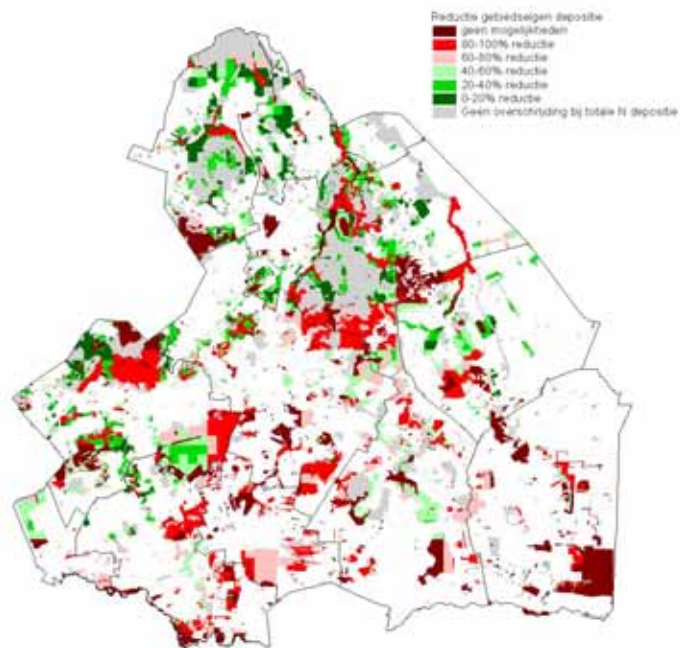 Reductie gebiedseigen depositie
geen mogelijkheden
80-100% reductie
60-80% reductie
40/60% reductie
20-40% reductie
0-20% reductie
Geen overschrijding bij totale N depositie